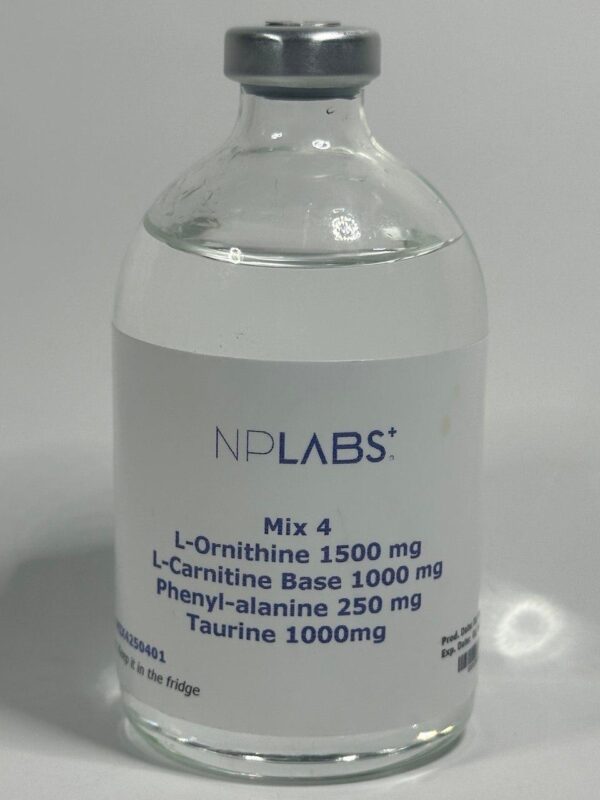 NPLABS+
Mix 4
L-Ornithine 1500 mg
L-Carnitine Base 1000 mg
Phenyl-alanine 250 mg
Taurine 1000mg
it in the fridge
Prod. Date
Exp. Date: